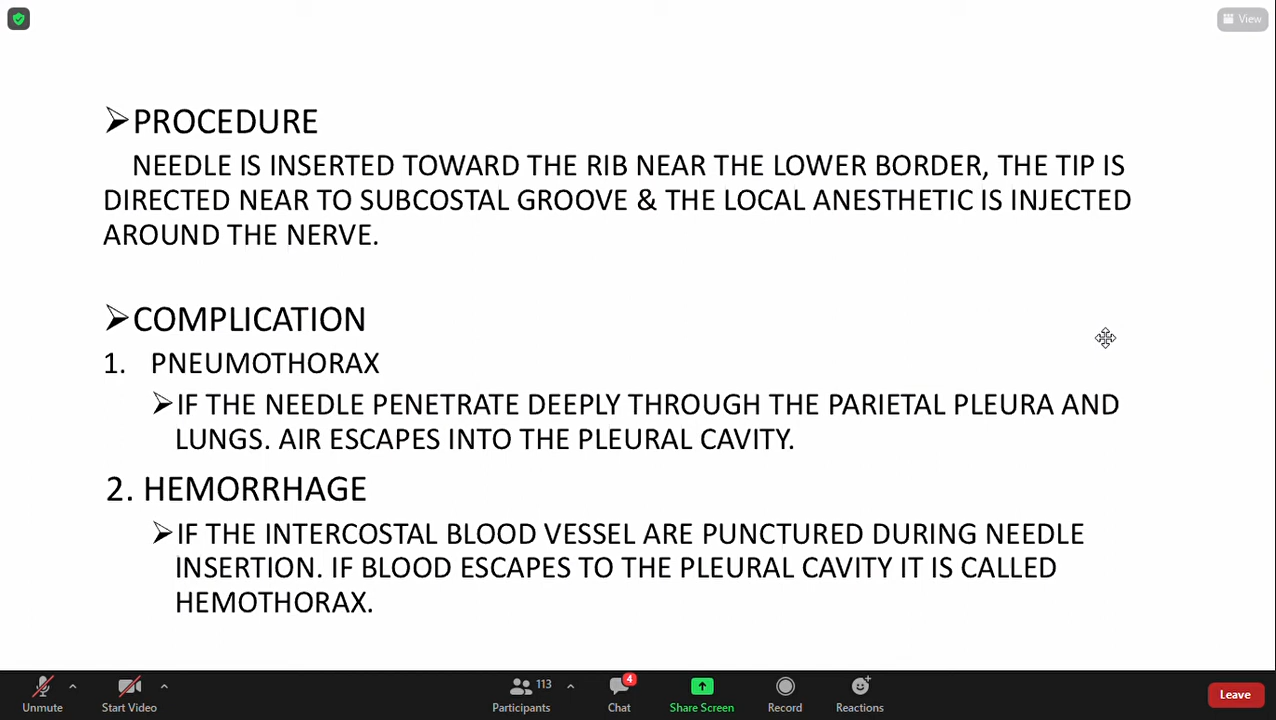 View
➢PROCEDURE
NEEDLE IS INSERTED TOWARD THE RIB NEAR THE LOWER BORDER, THE TIP IS
DIRECTED NEAR TO SUBCOSTAL GROOVE & THE LOCAL ANESTHETIC IS INJECTED
AROUND THE NERVE.
➢COMPLICATION
1. PNEUMOTHORAX
➢IF THE NEEDLE PENETRATE DEEPLY THROUGH THE PARIETAL PLEURA AND
LUNGS. AIR ESCAPES INTO THE PLEURAL CAVITY.
2. HEMORRHAGE
➢IF THE INTERCOSTAL BLOOD VESSEL ARE PUNCTURED DURING NEEDLE
INSERTION. IF BLOOD ESCAPES TO THE PLEURAL CAVITY IT IS CALLED
HEMOTHORAX.
113 4
Unmute Start Video Participants Chat Share Screen Record Reactions Leave